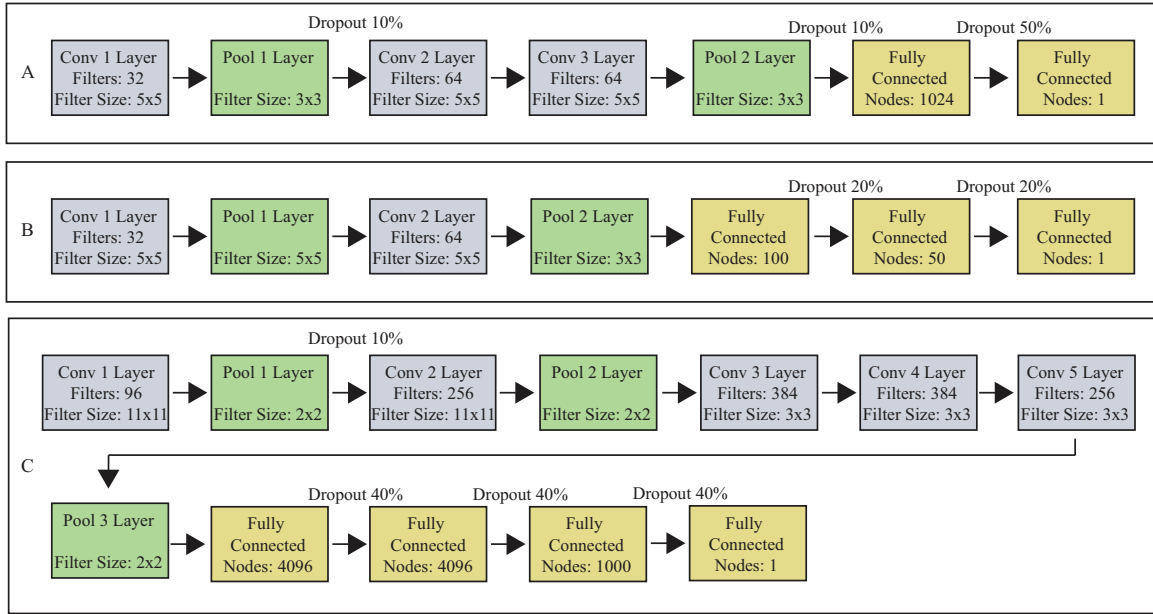 Dropout 10%
Dropout 10%
Dropout 50%
A
Conv 1 Layer
Filters: 32
Filter Size: 5x5
Pool 1 Layer
Filter Size: 3x3
Conv 2 Layer
Filters: 64
Filter Size: 5x5
Conv 3 Layer
Filters: 64
Filter Size: 5x5
Pool 2 Layer
Filter Size: 3x3
Fully
Connected
Nodes: 1024
Fully
Connected
Nodes: 1
Dropout 20%
Dropout 20%
B
Conv 1 Layer
Filters: 32
Filter Size: 5x5
Pool 1 Layer
Filter Size: 5x5
Conv 2 Layer
Filters: 64
Filter Size: 5x5
Pool 2 Layer
Filter Size: 3x3
Fully
Connected
Nodes: 100
Fully
Connected
Nodes: 50
Fully
Connected
Nodes: 1
Dropout 10%
Conv 1 Layer
Filters: 96
Filter Size: 11x11
Pool 1 Layer
Filter Size: 2x2
Conv 2 Layer
Filters: 256
Filter Size: 11x11
Pool 2 Layer
Filter Size: 2x2
Conv 3 Layer
Filters: 384
Filter Size: 3x3
Conv 4 Layer
Filters: 384
Filter Size: 3x3
Conv 5 Layer
Filters: 256
Filter Size: 3x3
C
Dropout 40%
Dropout 40%
Dropout 40%
Pool 3 Layer
Filter Size: 2x2
Fully
Connected
Nodes: 4096
Fully
Connected
Nodes: 4096
Fully
Connected
Nodes: 1000
Fully
Connected
Nodes: 1